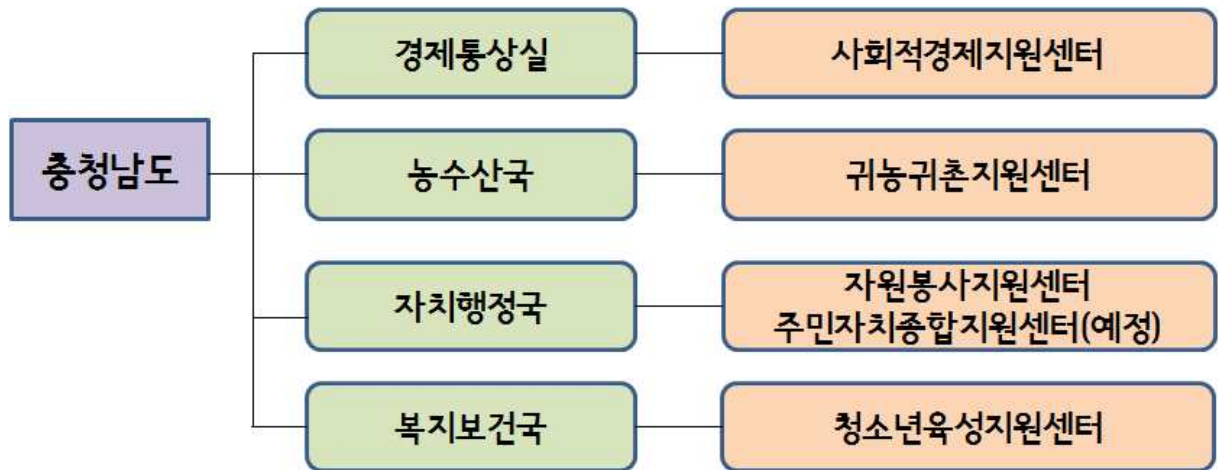 충청남도
경제통상실
사회적경제지원센터
농수산국
귀농귀촌지원센터
자치행정국
자원봉사지원센터
주민자치종합지원센터(예정)
복지보건국
청소년육성지원센터